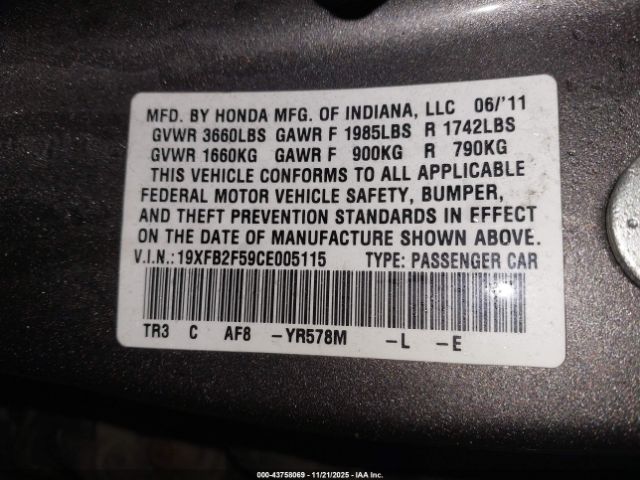 MFD. BY HONDA MFG. OF INDIANA, LLC 06/'11
GVWR 3660LBS GAWR F 1985LBS R 1742LBS
GVWR 1660KG GAWR F 900KG R 790KG
THIS VEHICLE CONFORMS TO ALL APPLICABLE
FEDERAL MOTOR VEHICLE SAFETY, BUMPER,
AND THEFT PREVENTION STANDARDS IN EFFECT
ON THE DATE OF MANUFACTURE SHOWN ABOVE.
V.I.N.:19XFB2F59CE005115 TYPE: PASSENGER CAR
TR3 C AF8 -YR578M -L -E
000-43758069 - 11/21/2025 - IAA Inc.